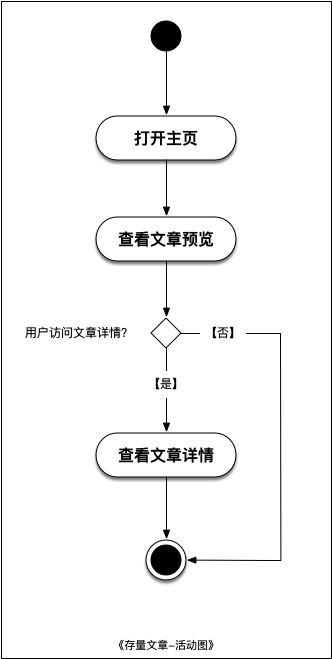 打开主页
查看文章预览
用户访问文章详情?
【否】
【是】
查看文章详情
《存量文章-活动图》